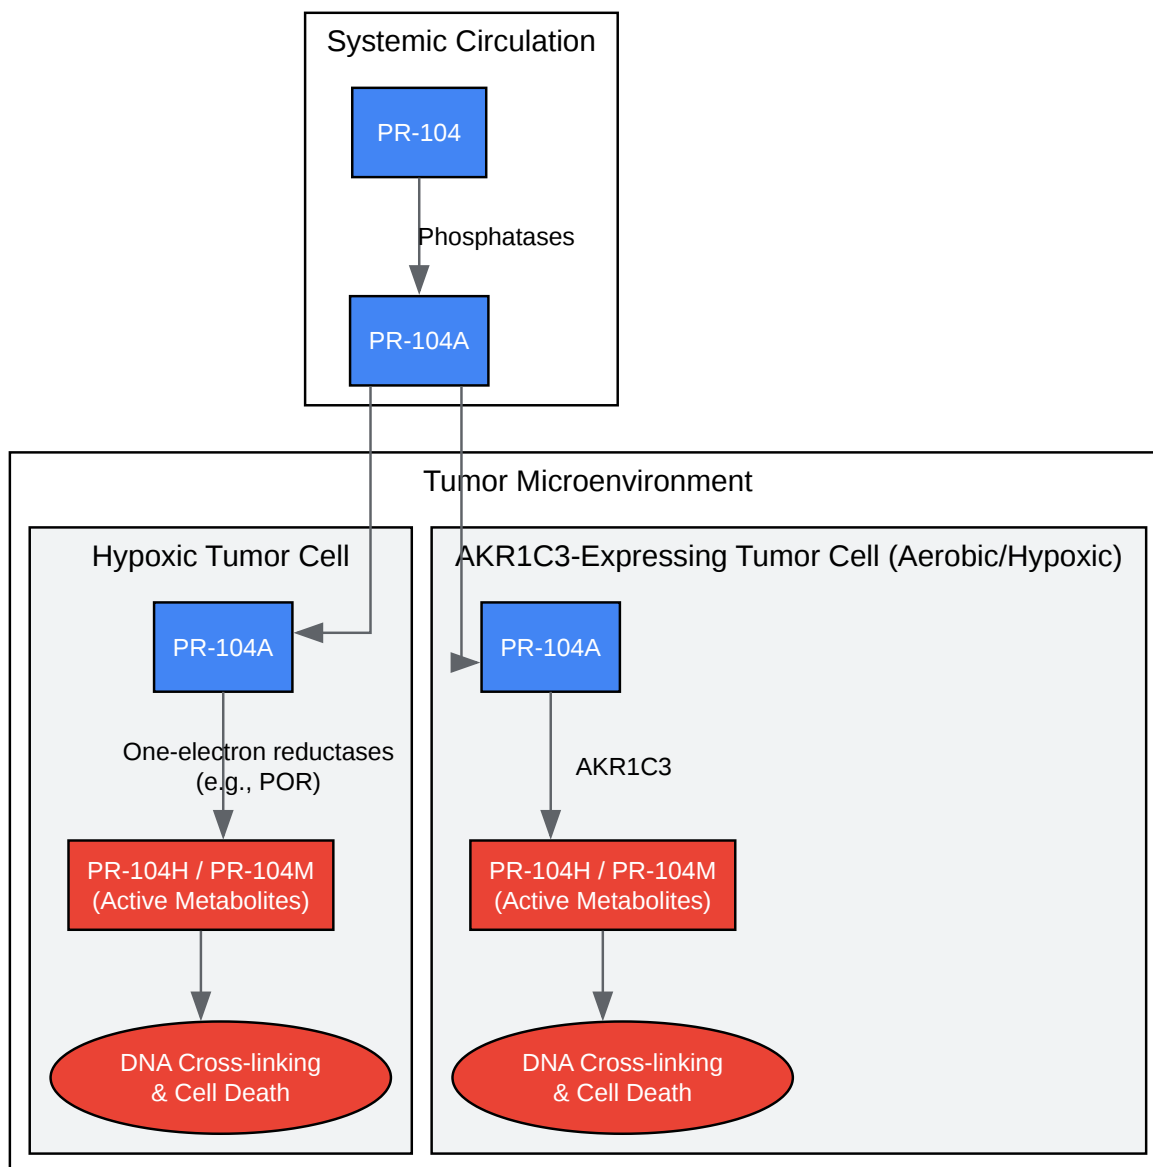 Systemic Circulation
PR-104
Phosphatases
PR-104A
Tumor Microenvironment
Hypoxic Tumor Cell
PR-104A
One-electron reductases
(e.g., POR)
PR-104H / PR-104M
(Active Metabolites)
DNA Cross-linking
& Cell Death
AKR1C3-Expressing Tumor Cell (Aerobic/Hypoxic)
PR-104A
AKR1C3
PR-104H / PR-104M
(Active Metabolites)
DNA Cross-linking
& Cell Death